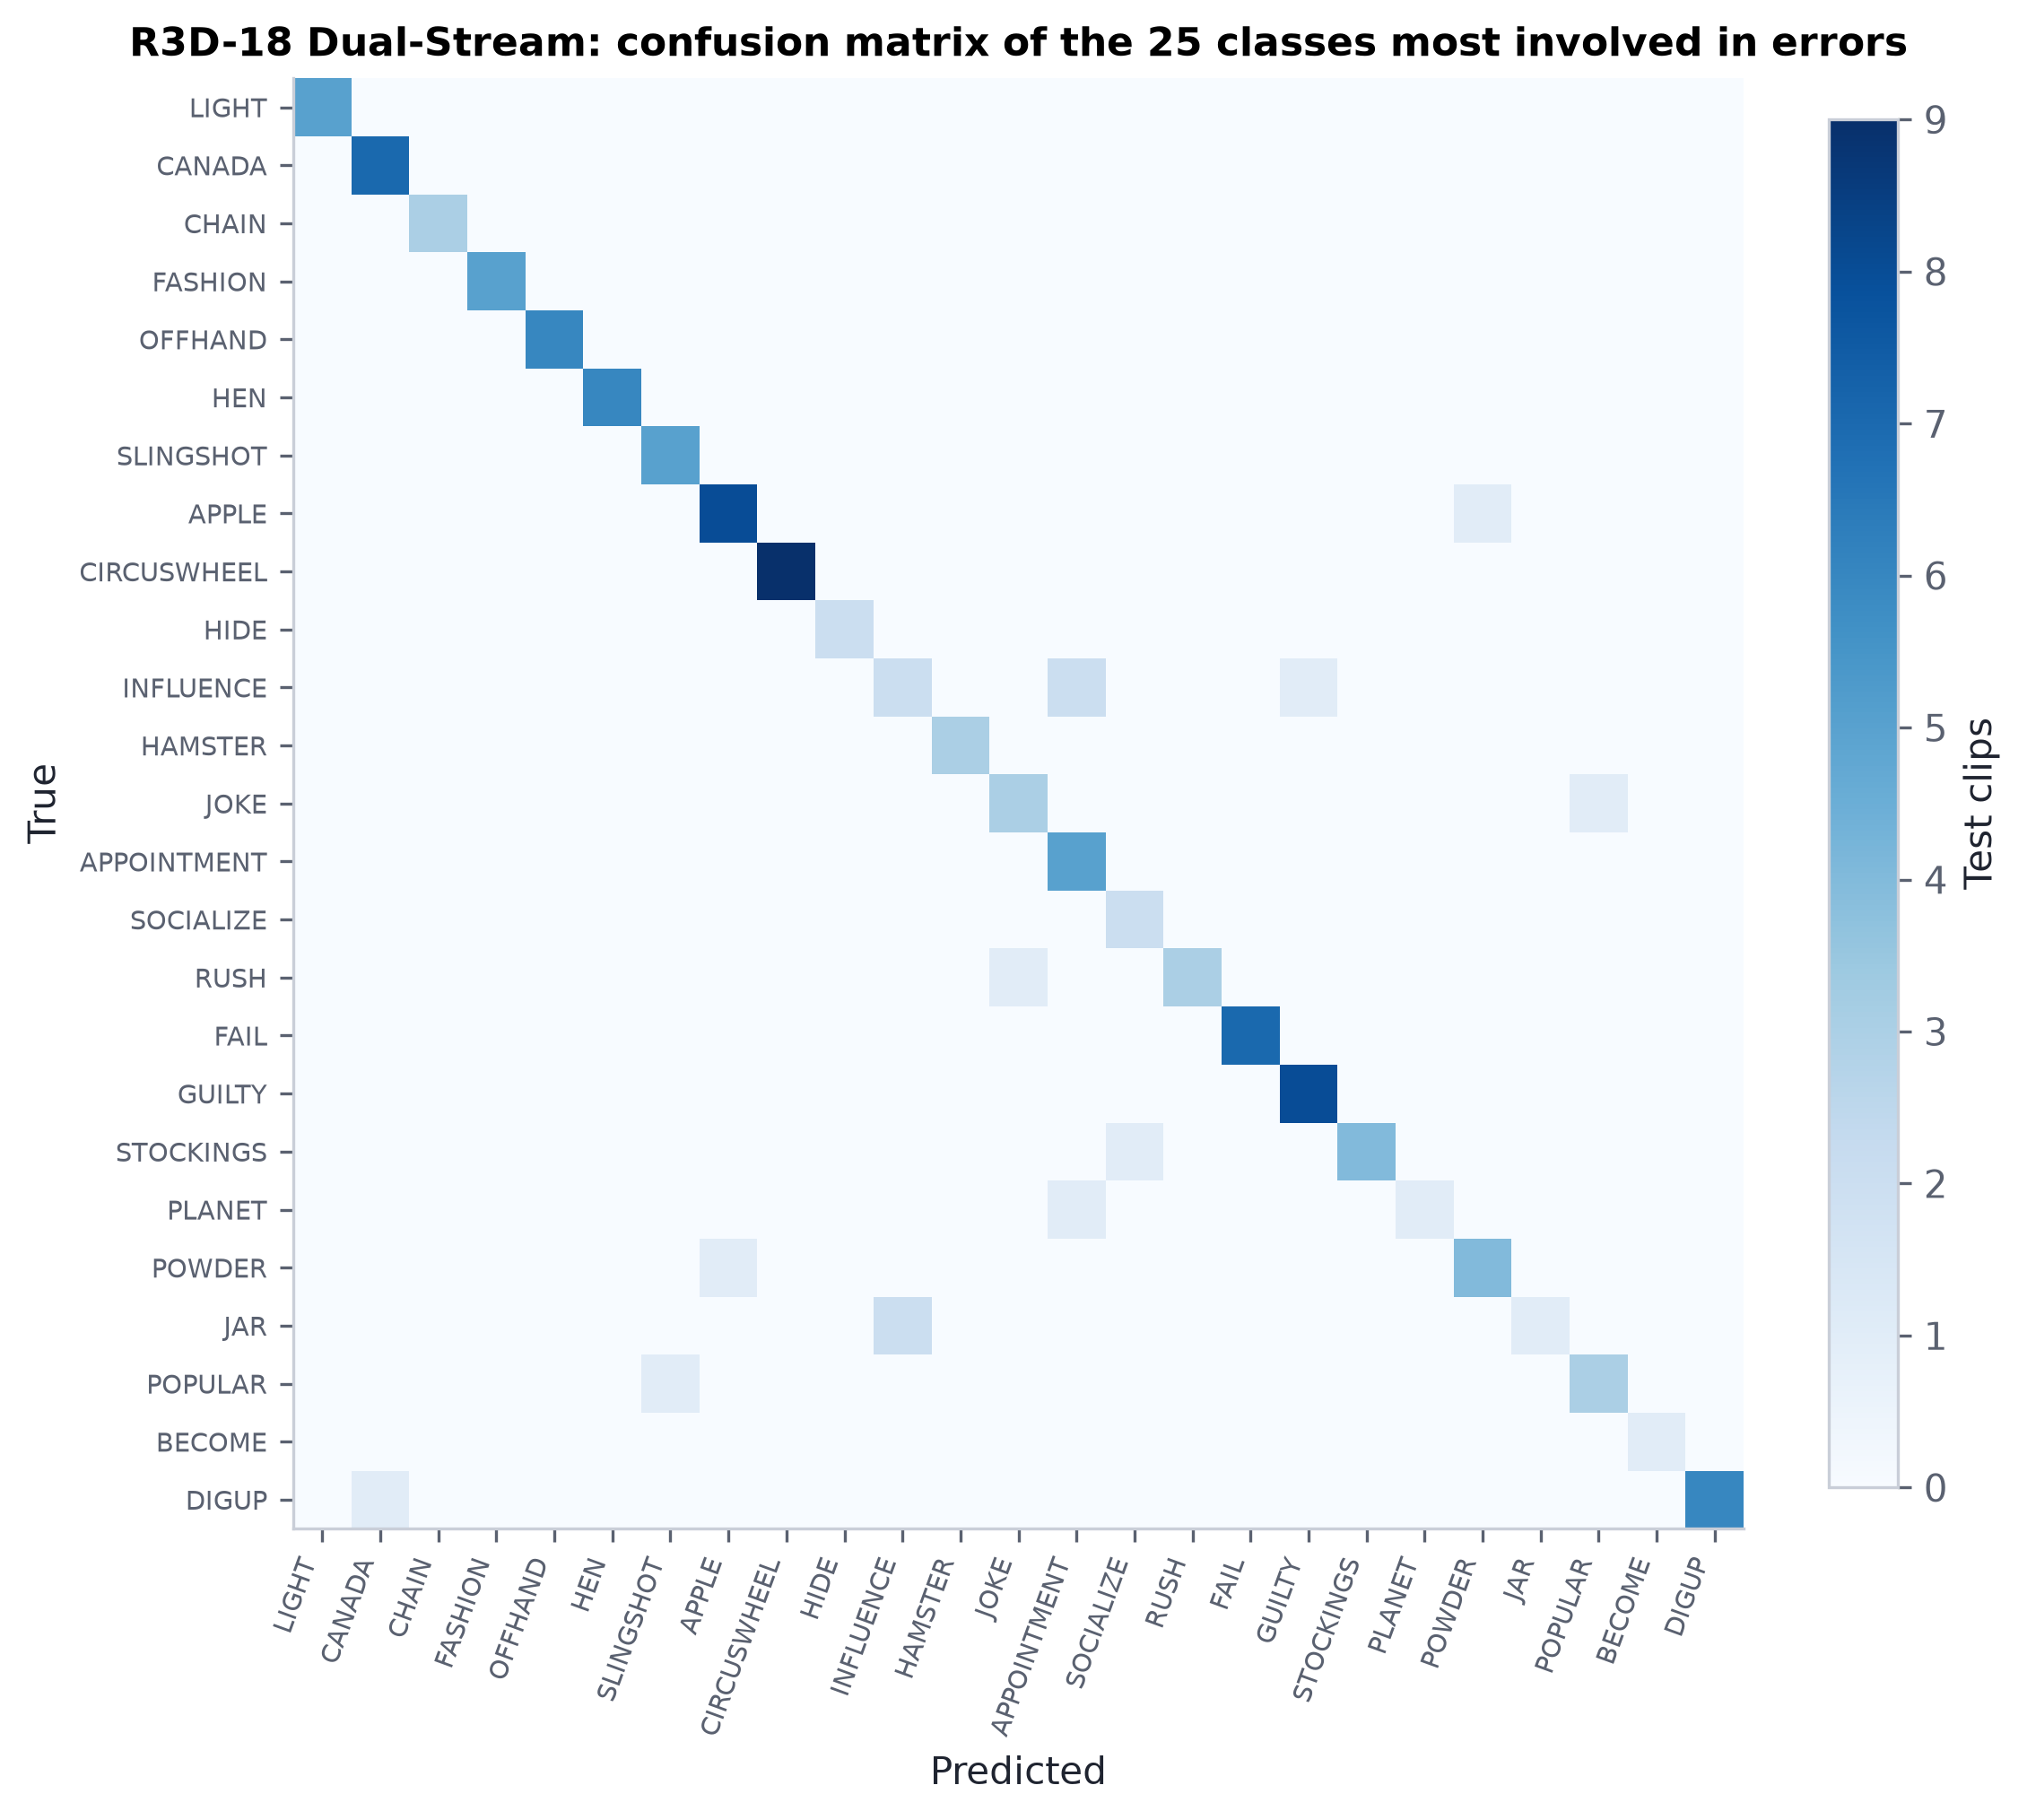 R3D-18 Dual-Stream: confusion matrix of the 25 classes most involved in errors
True
LIGHT
CANADA
CHAIN
FASHION
OFFHAND
HEN
SLINGSHOT
APPLE
CIRCUSWHEEL
HIDE
INFLUENCE
HAMSTER
JOKE
APPOINTMENT
SOCIALIZE
RUSH
FAIL
GUILTY
STOCKINGS
PLANET
POWDER
JAR
POPULAR
BECOME
DIGUP
LIGHT
CANADA
CHAIN
FASHION
OFFHAND
HEN
SLINGSHOT
APPLE
CIRCUSWHEEL
HIDE
INFLUENCE
HAMSTER
JOKE
APPOINTMENT
SOCIALIZE
RUSH
FAIL
GUILTY
STOCKINGS
PLANET
POWDER
JAR
POPULAR
BECOME
DIGUP
Predicted
9
8
7
6
5
4
3
2
1
0
Test clips